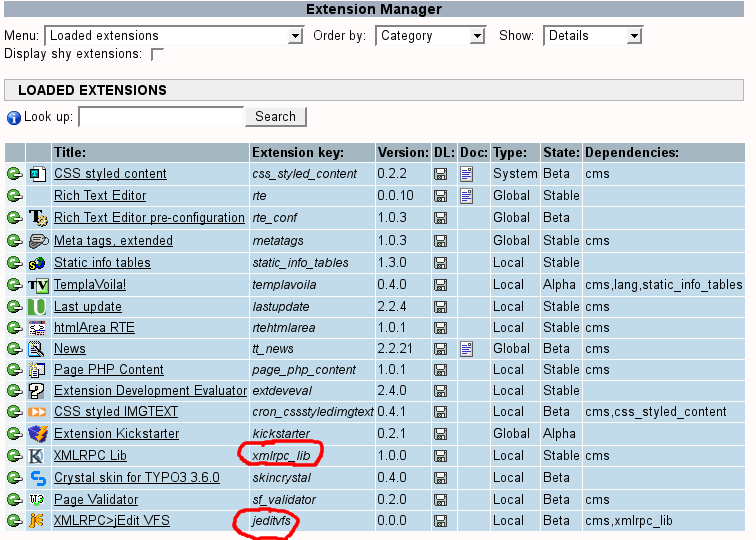 Extension Manager
Menu: Loaded extensions Order by: Category Show: Details
Display shy extensions:
LOADED EXTENSIONS
Look up: Search
Title: Extension key: Version: DL: Doc: Type: State: Dependencies:
CSS styled content css_styled_content 0.2.2 System Beta cms
Rich Text Editor rte 0.0.10 Global Stable
Rich Text Editor pre-configuration rte_conf 1.0.3 Global Beta
Meta tags, extended metatags 1.0.3 Global Stable cms
Static info tables static_info_tables 1.3.0 Local Stable
TemplaVoila! templavoila 0.4.0 Local Alpha cms,lang,static_info_tables
Last update lastupdate 2.2.4 Local Stable cms
htmlArea RTE rtehtmlarea 1.0.1 Local Stable cms
News tt_news 2.2.21 Global Beta cms
Page PHP Content page_php_content 1.0.1 Local Stable cms
Extension Development Evaluator extdeveval 2.4.0 Local Stable
CSS styled IMGTEXT cron_cssstyledimgtext 0.4.1 Local Beta cms,css_styled_content
Extension Kickstarter kickstarter 0.2.1 Global Alpha
XMLRPC Lib xmlrpc_lib 1.0.0 Local Stable cms
Crystal skin for TYPO3 3.6.0 skincrystal 0.4.0 Local Beta
Page Validator sf_validator 0.2.0 Local Beta cms
XMLRPC>jEdit VFS jeditvfs 0.0.0 Local Beta cms,xmlrpc_lib